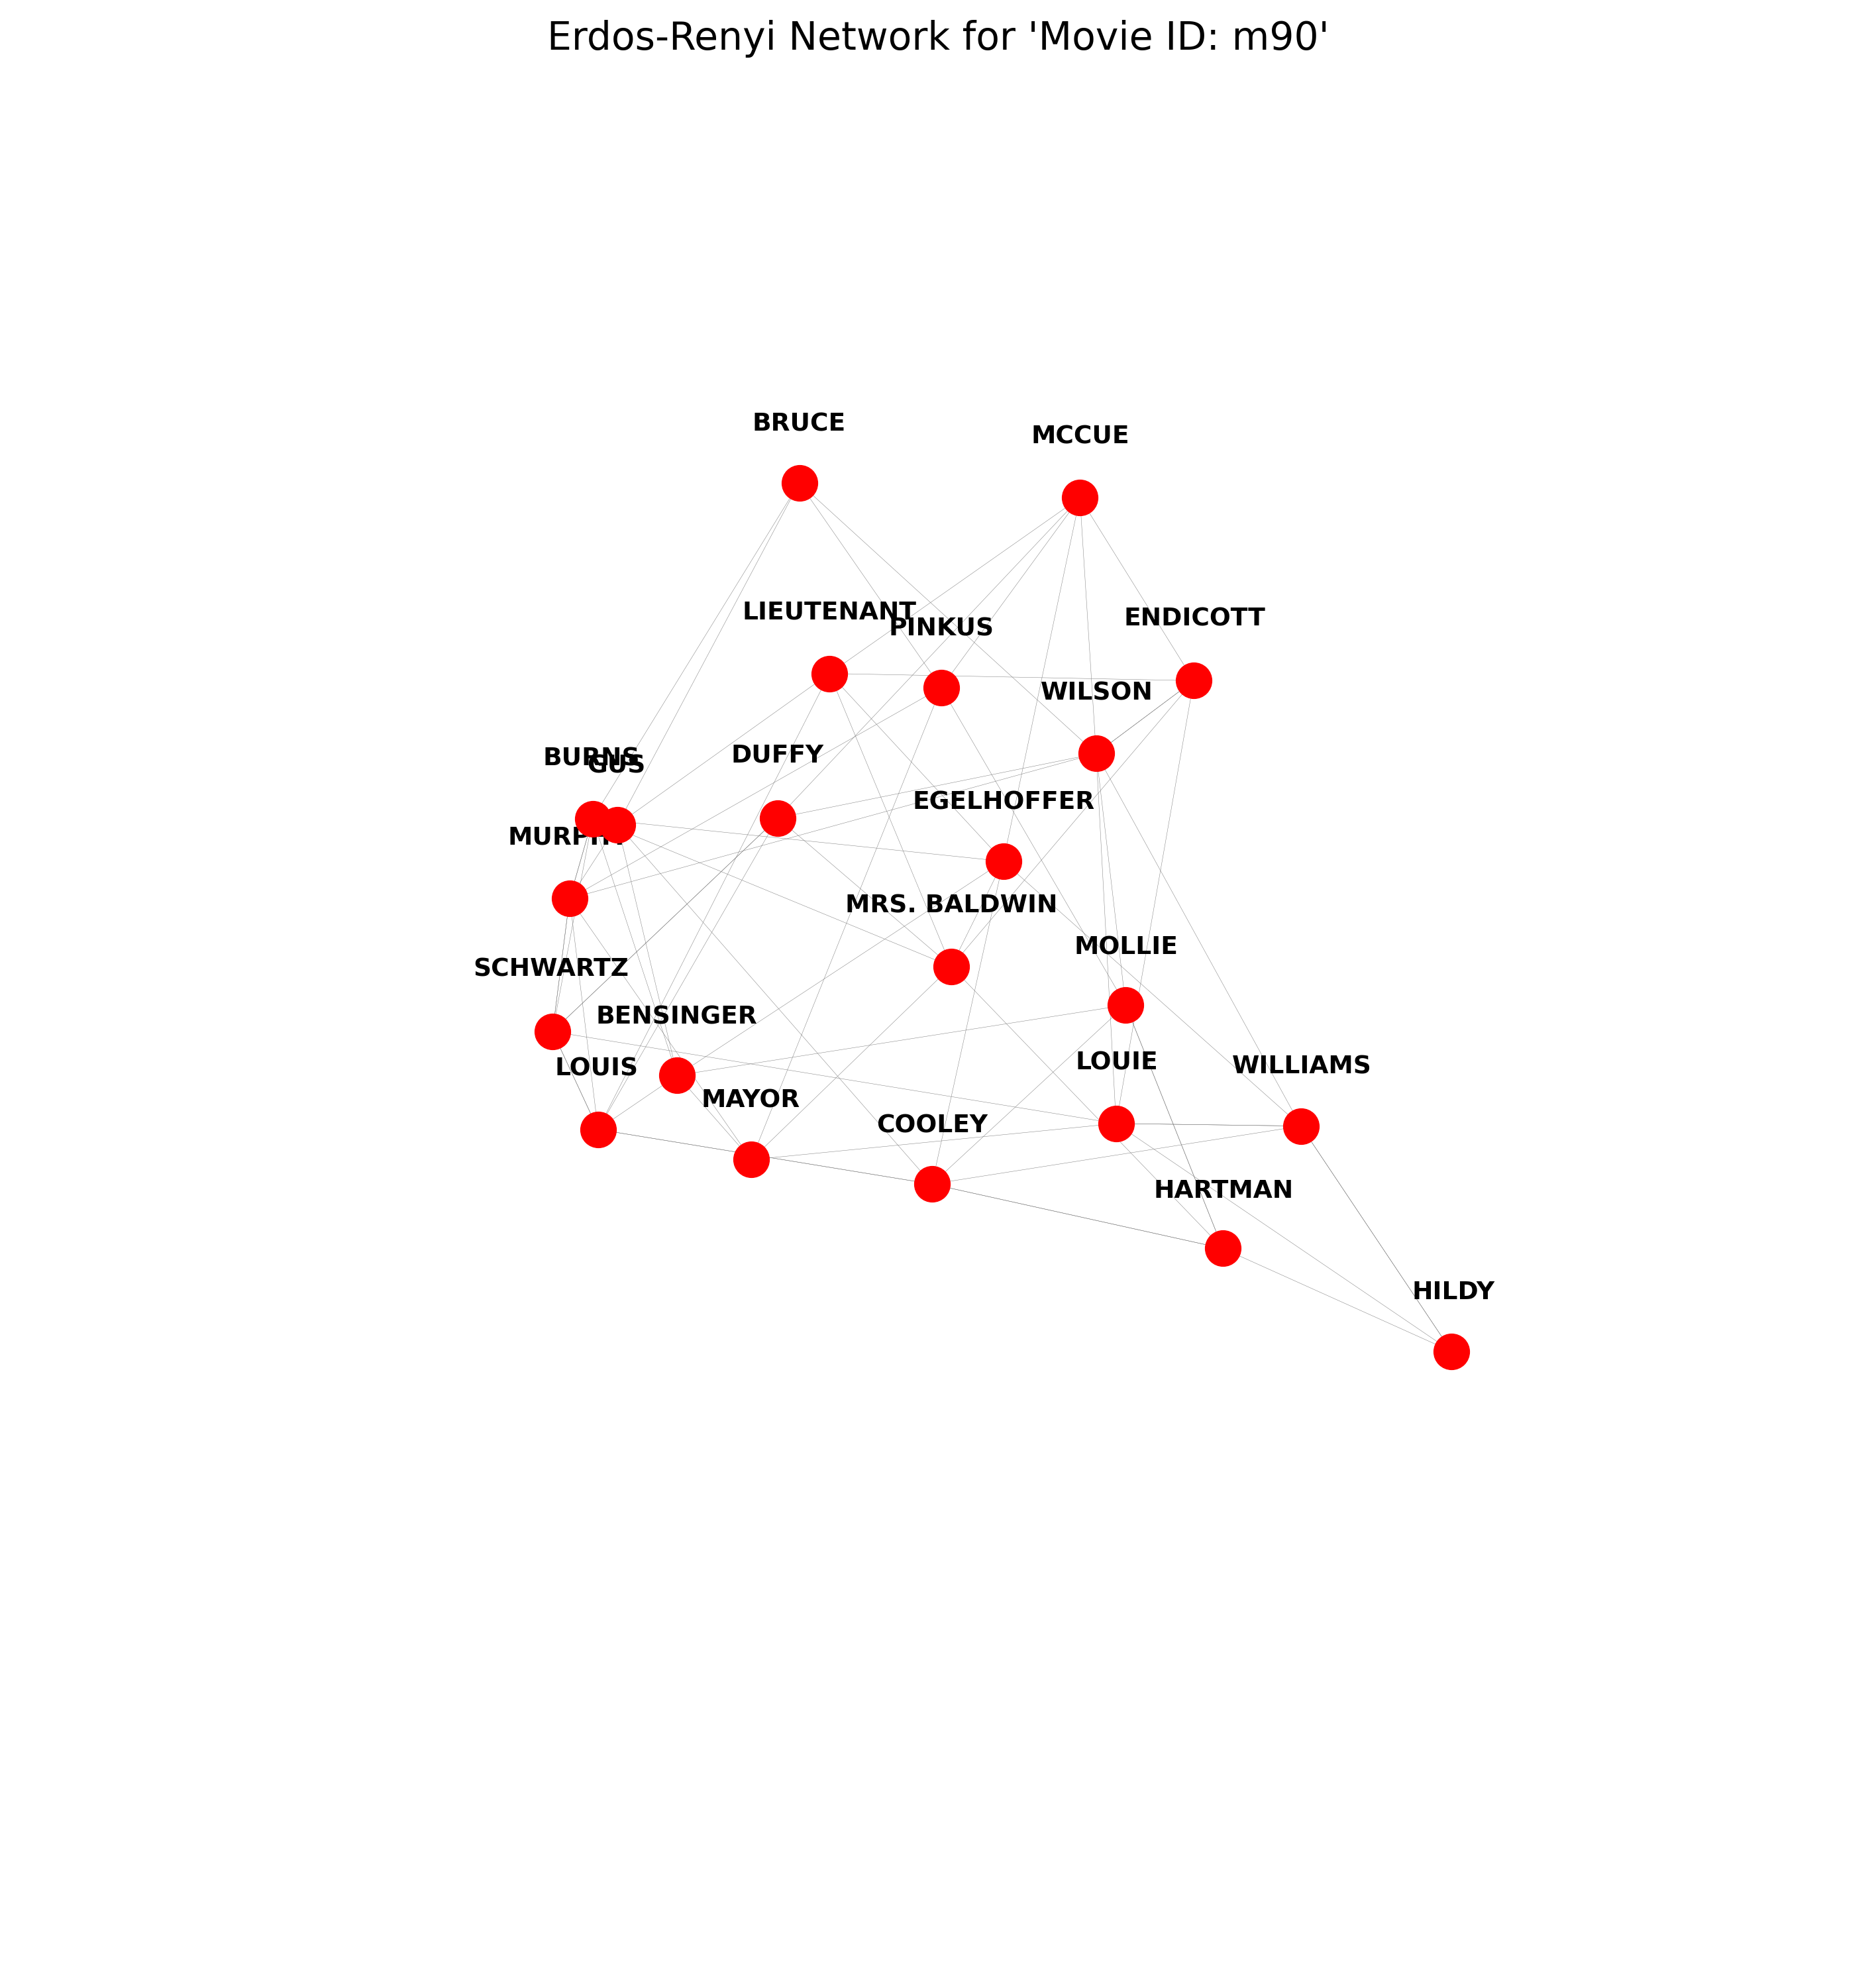 Erdos-Renyi Network for 'Movie ID: m90'
BRUCE
MCCUE
LIEUTENANT
PINKUS
ENDICOTT
WILSON
BURNS
GUS
DUFFY
EGELHOFFER
MURPHY
MRS. BALDWIN
MOLLIE
SCHWARTZ
BENSINGER
LOUIS
LOUIE
WILLIAMS
MAYOR
COOLEY
HARTMAN
HILDY